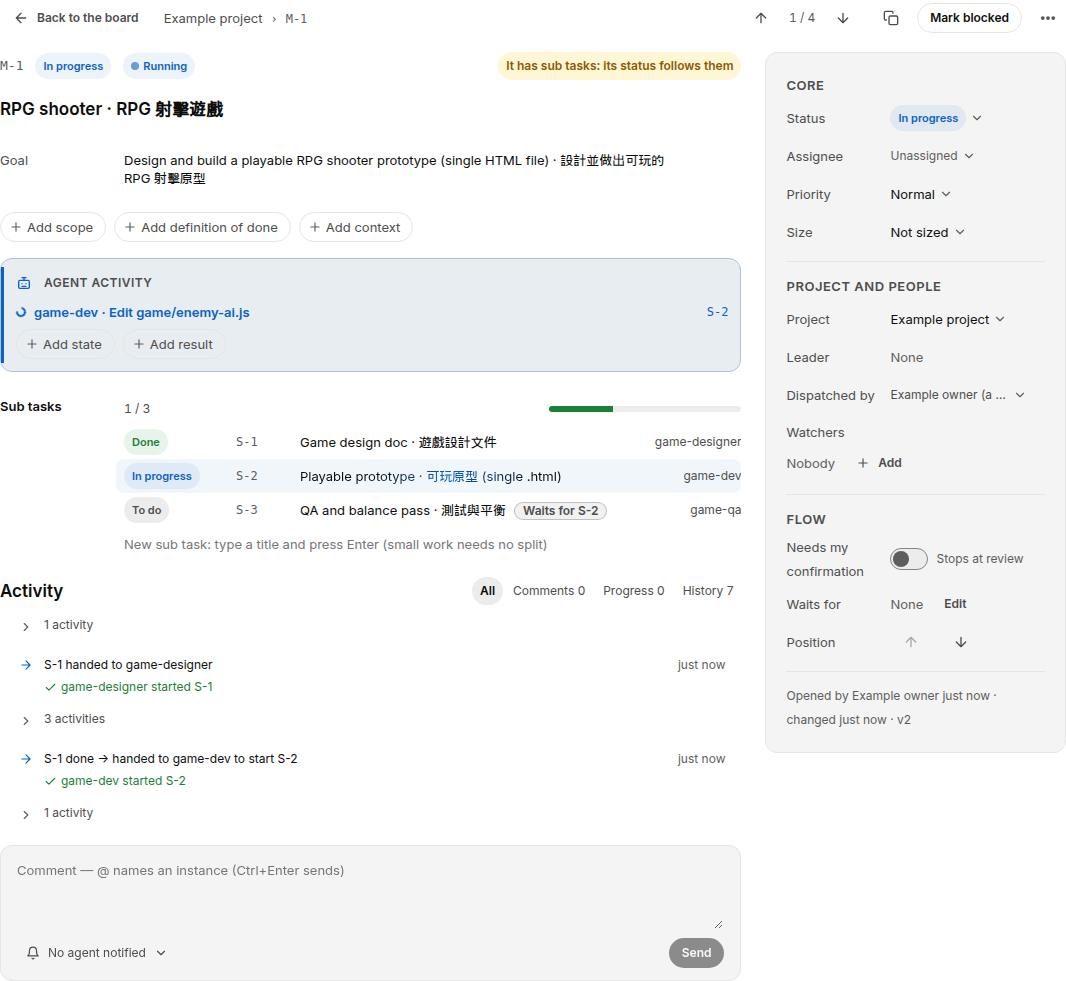 Back to the board
Example project › M-1
1 / 4
Mark blocked
M-1 In progress Running
It has sub tasks: its status follows them
RPG shooter · RPG 射擊遊戲
Goal
Design and build a playable RPG shooter prototype (single HTML file) · 設計並做出可玩的
RPG 射擊原型
Add scope
Add definition of done
Add context
AGENT ACTIVITY
game-dev · Edit game/enemy-ai.js S-2
Add state
Add result
Sub tasks 1 / 3
Done S-1 Game design doc · 遊戲設計文件 game-designer
In progress S-2 Playable prototype · 可玩原型 (single .html) game-dev
To do S-3 QA and balance pass · 測試與平衡 Waits for S-2 game-qa
New sub task: type a title and press Enter (small work needs no split)
Activity
All Comments 0 Progress 0 History 7
1 activity
S-1 handed to game-designer just now
game-designer started S-1
3 activities
S-1 done → handed to game-dev to start S-2 just now
game-dev started S-2
1 activity
Comment — @ names an instance (Ctrl+Enter sends)
No agent notified
Send
CORE
Status In progress
Assignee Unassigned
Priority Normal
Size Not sized
PROJECT AND PEOPLE
Project Example project
Leader None
Dispatched by Example owner (a ...
Watchers
Nobody Add
FLOW
Needs my
confirmation
Stops at review
Waits for None Edit
Position
Opened by Example owner just now ·
changed just now · v2